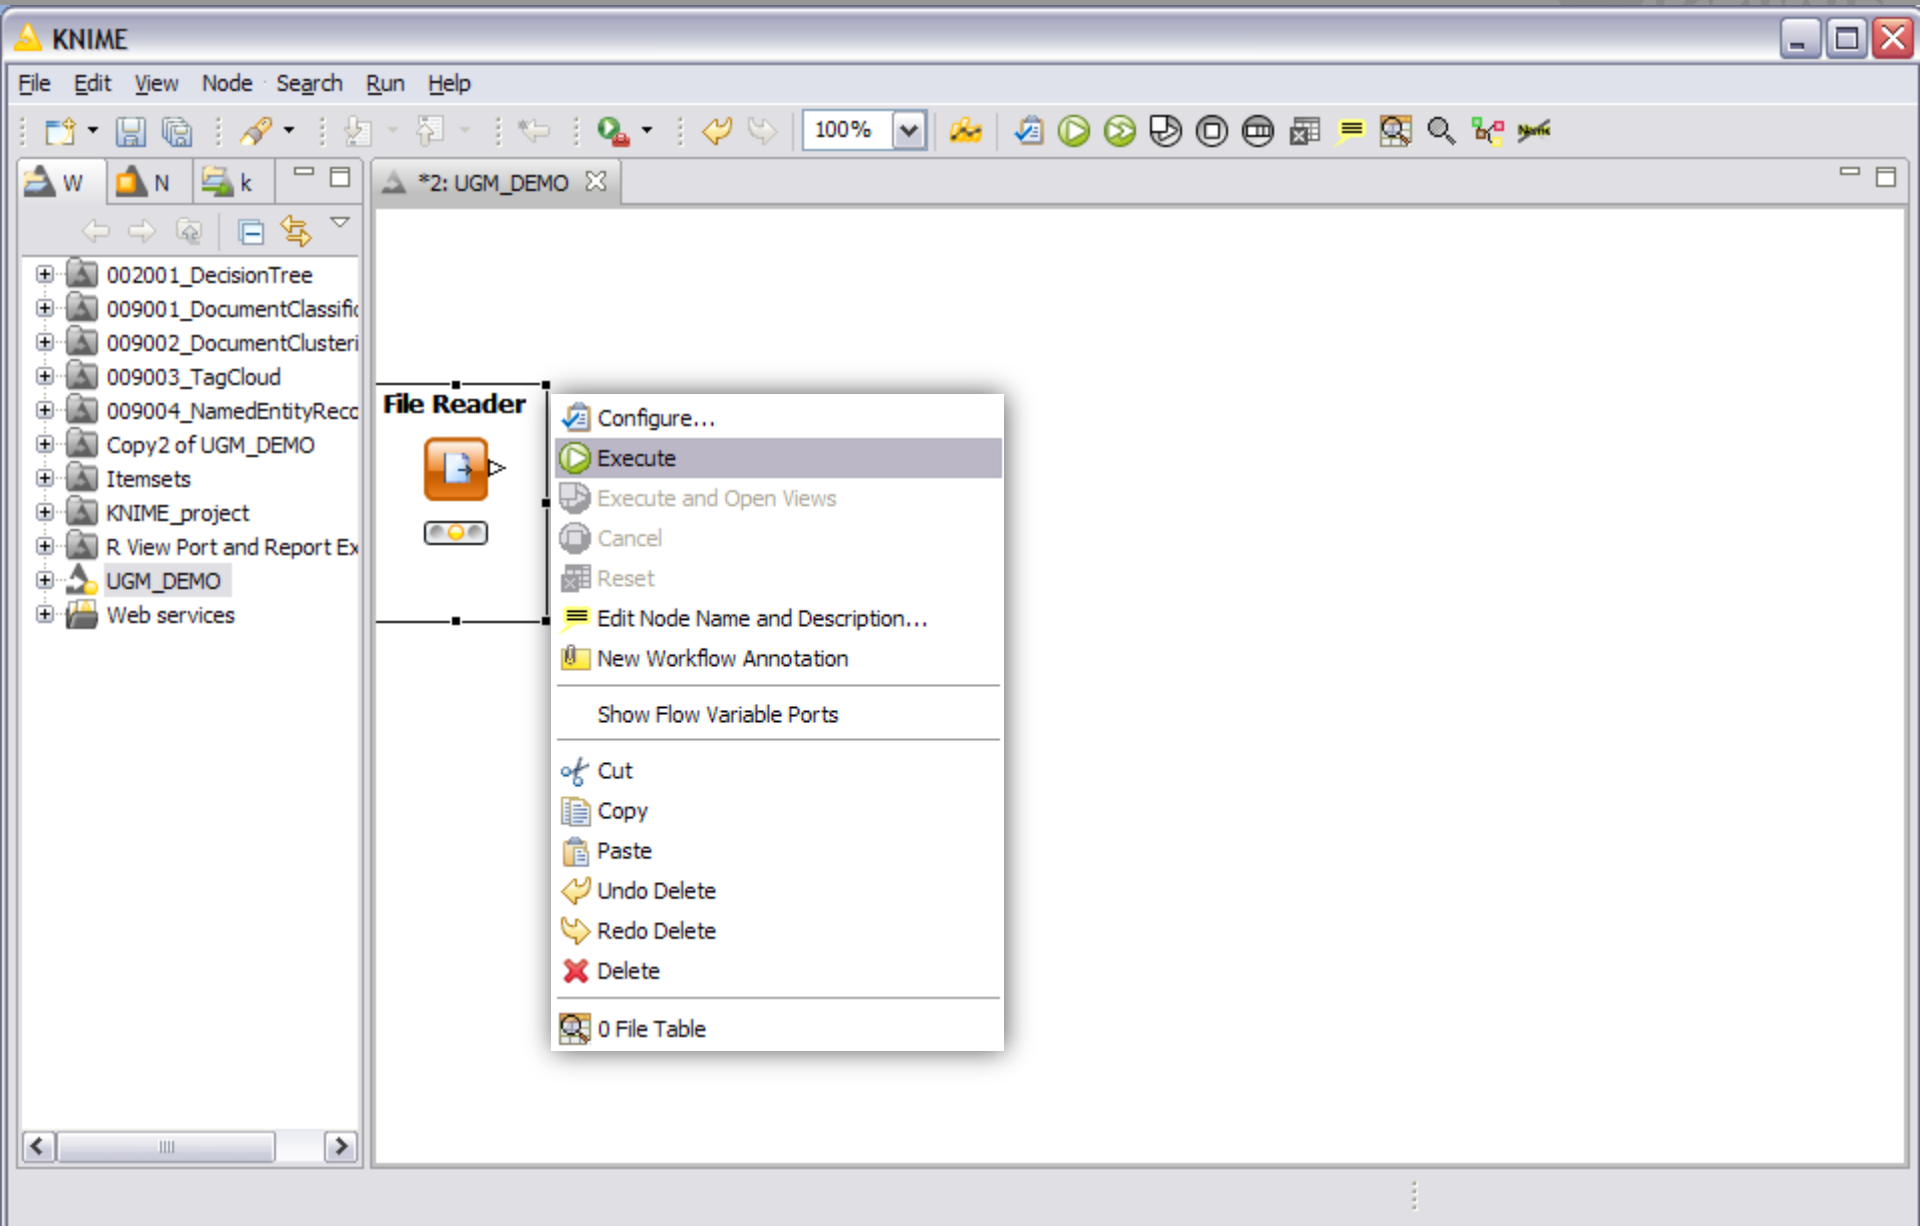 KNIME
File Edit View Node Search Run Help
100%
Name
W N k
*2: UGM_DEMO
002001_DecisionTree
009001_DocumentClassific
009002_DocumentClusteri
009003_TagCloud
009004_NamedEntityReco
Copy2 of UGM_DEMO
Itemsets
KNIME_project
R View Port and Report Ex
UGM_DEMO
Web services
File Reader
Configure...
Execute
Execute and Open Views
Cancel
Reset
Edit Node Name and Description...
New Workflow Annotation
Show Flow Variable Ports
Cut
Copy
Paste
Undo Delete
Redo Delete
Delete
0 File Table